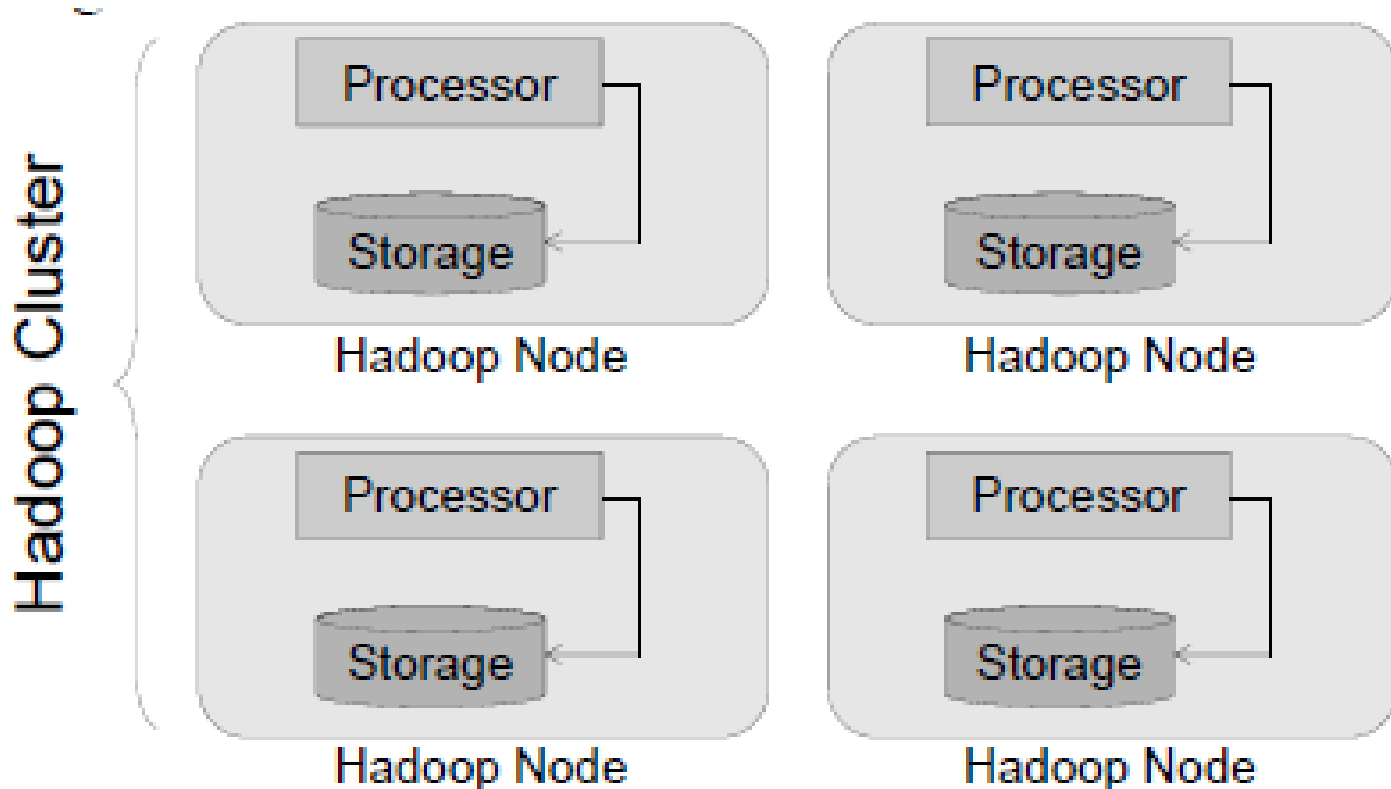 Hadoop Cluster
Processor
Storage
Hadoop Node
Processor
Storage
Hadoop Node
Processor
Storage
Hadoop Node
Processor
Storage
Hadoop Node